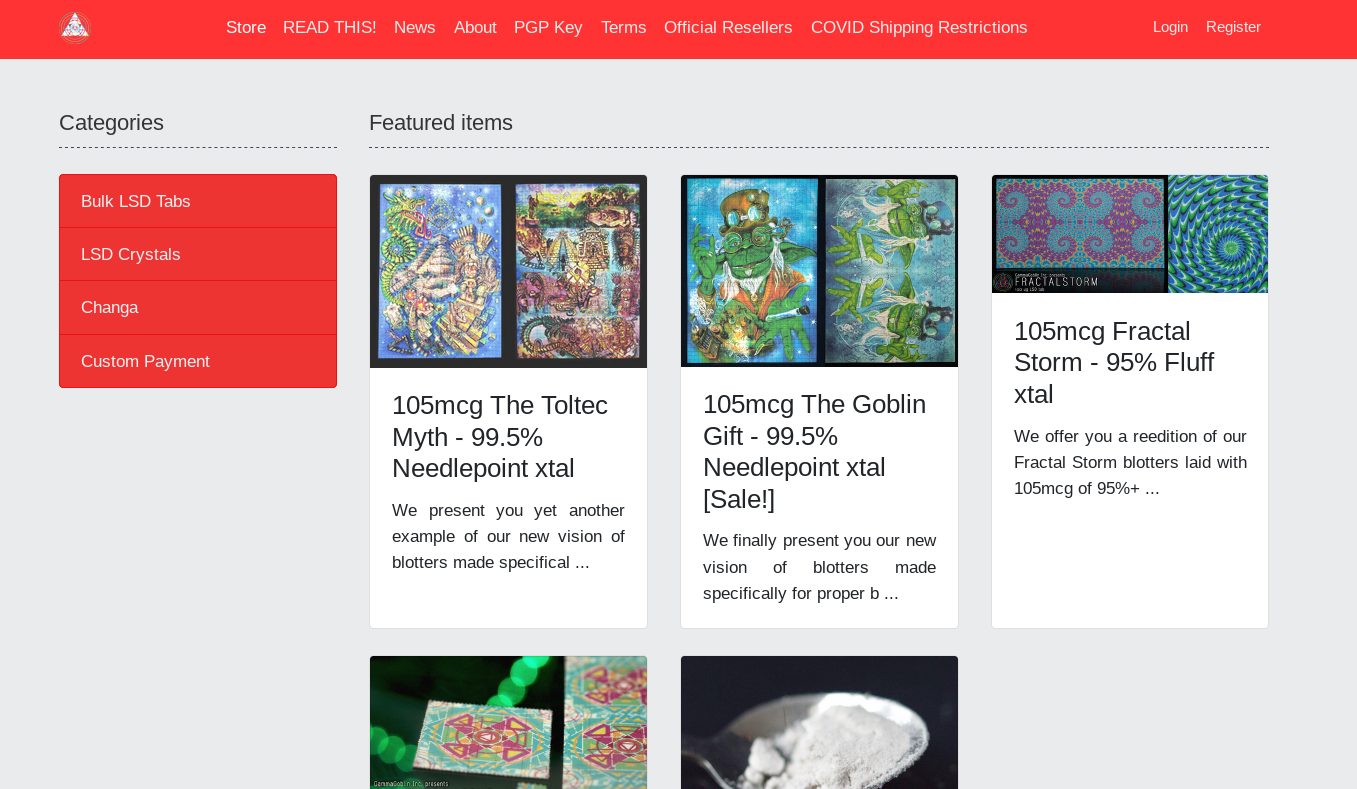 Store READ THIS! News About PGP Key Terms Official Resellers COVID Shipping Restrictions Login Register
Categories
Featured items
Bulk LSD Tabs
LSD Crystals
Changa
Custom Payment
105mcg The Toltec
Myth - 99.5%
Needlepoint xtal
We present you yet another
example of our new vision of
blotters made specifical ...
105mcg The Goblin
Gift - 99.5%
Needlepoint xtal
[Sale!]
We finally present you our new
vision of blotters made
specifically for proper b ...
GammaGoblin Inc. presents
FRACTALSTORM
105mcg Fractal
Storm - 95% Fluff
xtal
We offer you a reedition of our
Fractal Storm blotters laid with
105mcg of 95%+ ...
GammaGoblin Inc. presents